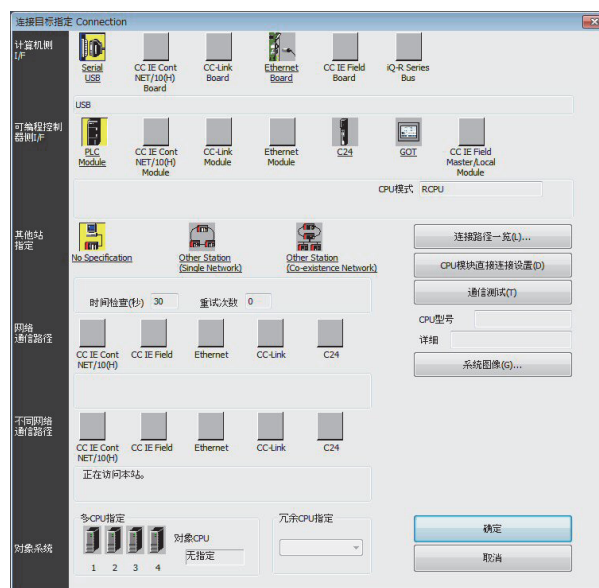 连接目标指定 Connection
计算机侧
I/F
Serial
USB
CC IE Cont
NET/10(H)
Board
CC-Link
Board
Ethernet
Board
CC IE Field
Board
iQ-R Series
Bus
USB
可编程控制
器侧I/F
PLC
Module
CC IE Cont
NET/10(H)
Module
CC-Link
Module
Ethernet
Module
C24
GOT
CC IE Field
Master/Local
Module
CPU模式 RCPU
其他站
指定
No Specification
Other Station
(Single Network)
Other Station
(Co-existence Network)
连接路径一览(L)...
CPU模块直接连接设置(D)
通信测试(T)
时间检查(秒) 30 重试次数 0
CPU型号
详细
系统图像(G)...
网络
通信路径
CC IE Cont
NET/10(H)
CC IE Field
Ethernet
CC-Link
C24
不同网络
通信路径
CC IE Cont
NET/10(H)
CC IE Field
Ethernet
CC-Link
C24
正在访问本站。
对象系统
多CPU指定
1 2 3 4
对象CPU
无指定
冗余CPU指定
确定
取消